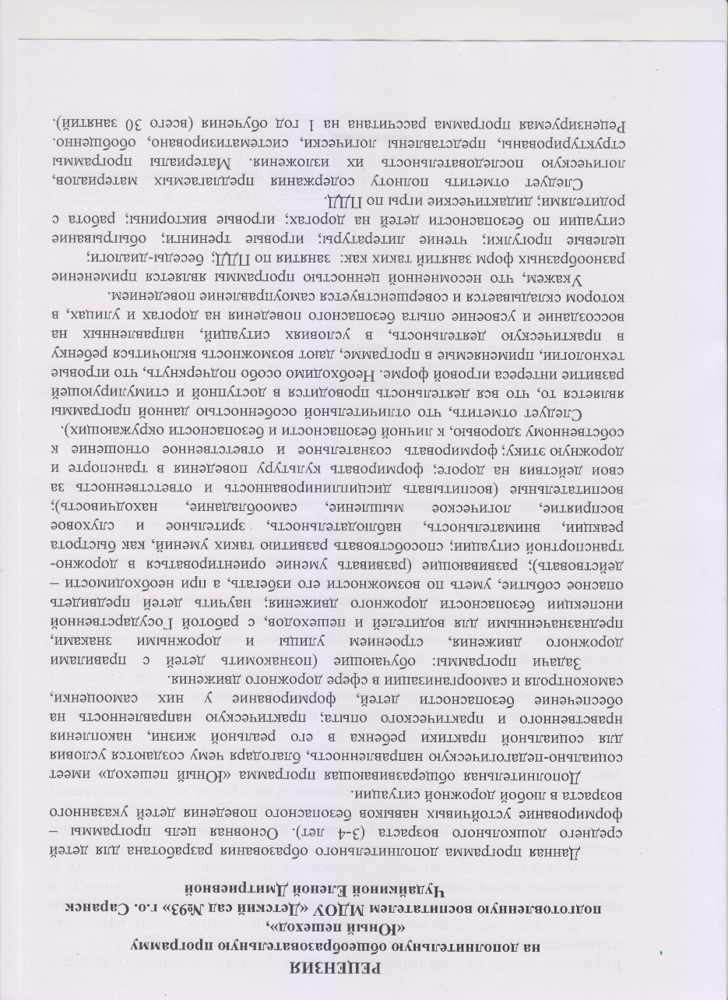 РЕЦЕНЗИЯ
на дополнительную общеобразовательную программу
«Юный пешеход»,
подготовленную воспитателем МДОУ «Детский сад №93» г.о. Саранск
Чудайкиной Еленой Дмитриевной
Данная программа дополнительного образования разработана для детей
среднего дошкольного возраста (3-4 лет). Основная цель программы –
формирование устойчивых навыков безопасного поведения детей указанного
возраста в любой дорожной ситуации.
Дополнительная общеразвивающая программа «Юный пешеход» имеет
социально-педагогическую направленность, благодаря чему создаются условия
для социальной практики ребенка в его реальной жизни, накопления
нравственного и практического опыта; практическую направленность на
обеспечение безопасности детей, формирование у них самооценки,
самоконтроля и самоорганизации в сфере дорожного движения.
Задачи программы: обучающие (познакомить детей с правилами
дорожного движения, строением улицы и дорожными знаками,
предназначенными для водителей и пешеходов, с работой Государственной
инспекции безопасности дорожного движения; научить детей предвидеть
опасное событие, уметь по возможности его избегать, а при необходимости –
действовать); развивающие (развивать умение ориентироваться в дорожно-
транспортной ситуации; способствовать развитию таких умений, как быстрота
реакции, внимательность, наблюдательность, зрительное и слуховое
восприятие, логическое мышление, самообладание, находчивость);
воспитательные (воспитывать дисциплинированность и ответственность за
свои действия на дороге; формировать культуру поведения в транспорте и
дорожную этику; формировать сознательное и ответственное отношение к
собственному здоровью, к личной безопасности и безопасности окружающих).
Следует отметить, что отличительной особенностью данной программы
является то, что вся деятельность проводится в доступной и стимулирующей
развитие интереса игровой форме. Необходимо особо подчеркнуть, что игровые
технологии, применяемые в программе, дают возможность включиться ребенку
в практическую деятельность, в условиях ситуаций, направленных на
воссоздание и усвоение опыта безопасного поведения на дорогах и улицах, в
котором складывается и совершенствуется самоуправление поведением.
Укажем, что несомненной ценностью программы является применение
разнообразных форм занятий таких как: занятия по ПДД; беседы-диалоги;
целевые прогулки; чтение литературы; игровые тренинги; обыгрывание
ситуации по безопасности детей на дорогах; игровые викторины; работа с
родителями; дидактические игры по ПДД.
Следует отметить полноту содержания предлагаемых материалов,
логическую последовательность их изложения. Материалы программы
структурированы, представлены логически, систематизировано, обобщенно.
Рецензируемая программа рассчитана на 1 год обучения (всего 30 занятий).